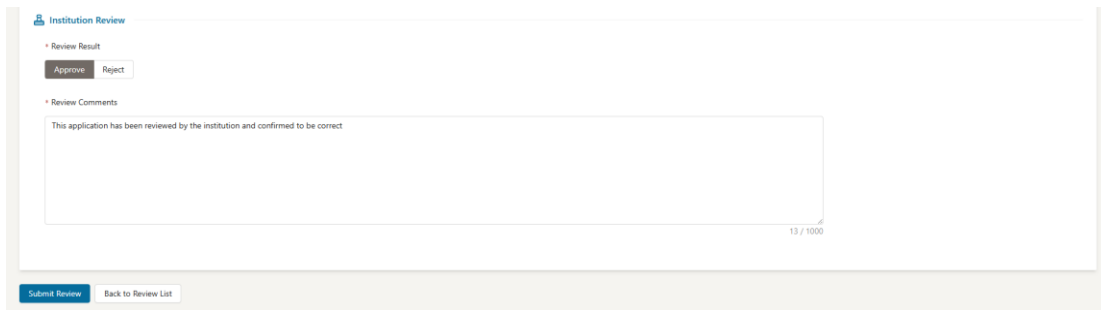 Institution Review
* Review Result
Approve Reject
* Review Comments
This application has been reviewed by the institution and confirmed to be correct
13 / 1000
Submit Review Back to Review List